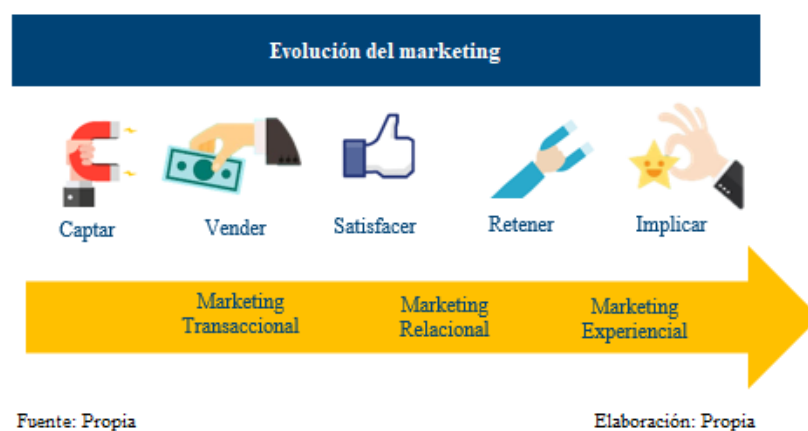 Evolución del marketing
Captar
Vender
Satisfacer
Retener
Implicar
Marketing
Transaccional
Marketing
Relacional
Marketing
Experiencial
Fuente: Propia
Elaboración: Propia